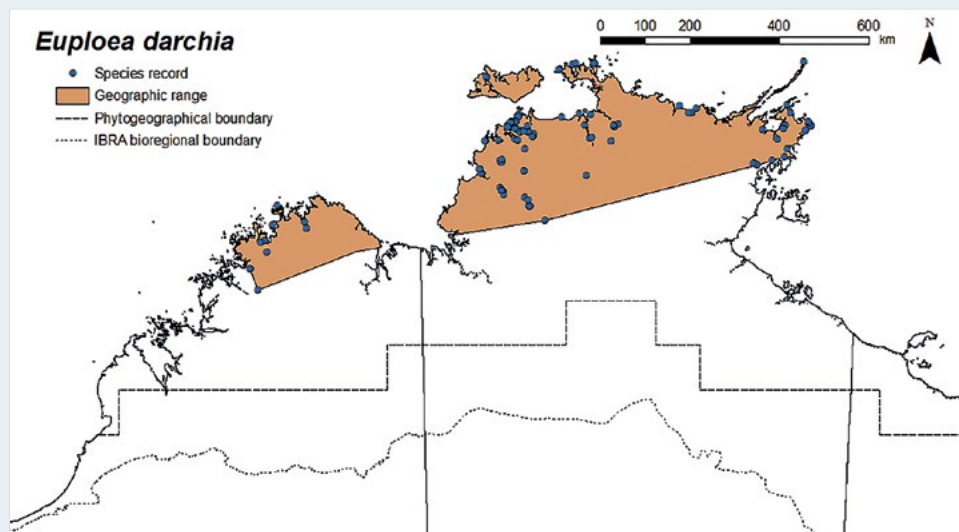 Euploea darchia
Species record
Geographic range
Phytogeographical boundary
IBRA bioregional boundary
0 100 200 400 600
km
N